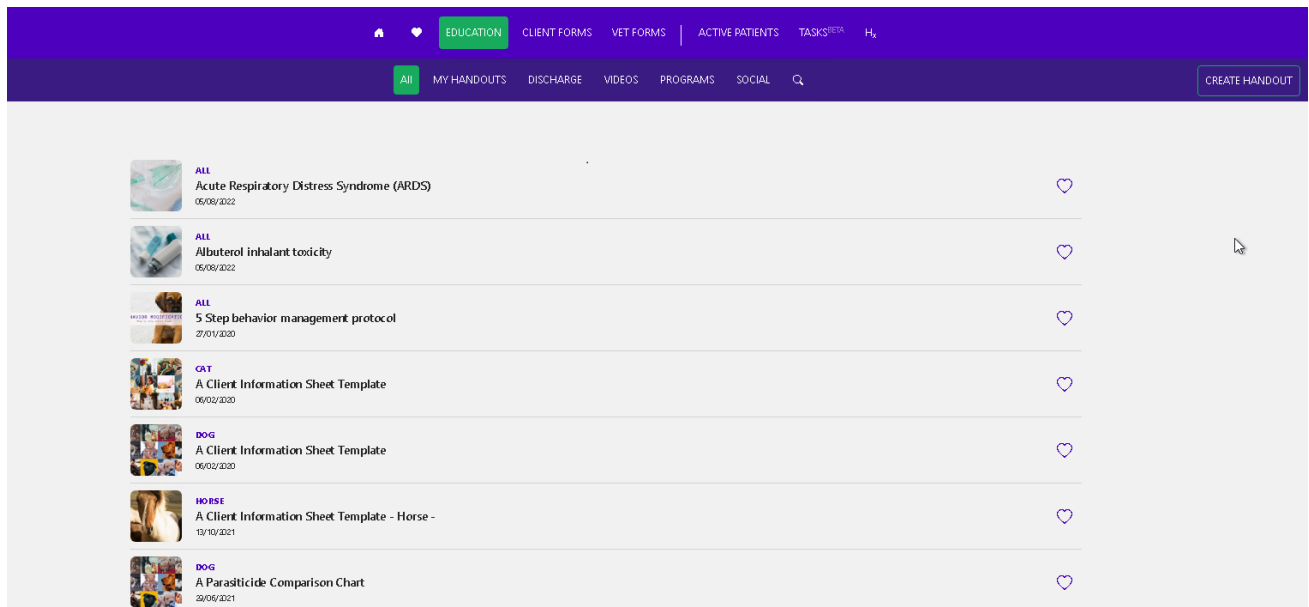 EDUCATION CLIENT FORMS VET FORMS ACTIVE PATIENTS TASKSBETA Hx
All MY HANDOUTS DISCHARGE VIDEOS PROGRAMS SOCIAL CREATE HANDOUT
ALL
Acute Respiratory Distress Syndrome (ARDS)
05/08/2022
ALL
Albuterol inhalant toxicity
05/08/2022
ALL
5 Step behavior management protocol
27/01/2020
CAT
A Client Information Sheet Template
06/02/2020
DOG
A Client Information Sheet Template
06/02/2020
HORSE
A Client Information Sheet Template - Horse -
13/10/2021
DOG
A Parasiticide Comparison Chart
29/06/2021